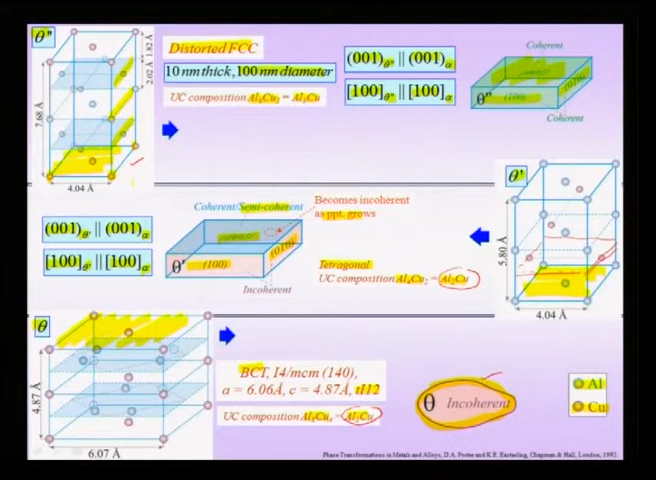 θ"
Distorted FCC
10 nm thick, 100 nm diameter
UC composition Al₆Cu₂ = Al₃Cu
(001)θ" || (001)α
[100]θ" || [100]α
Coherent
θ"
(100)
(010)
Coherent
1.82 Å
2.02 Å
7.68 Å
4.04 Å
(001)θ' || (001)α
[100]θ' || [100]α
Coherent/Semi-coherent
Becomes incoherent
as ppt. grows
θ'
(100)
(010)
Incoherent
Tetragonal
UC composition Al₄Cu₂ = Al₂Cu
θ'
5.80 Å
4.04 Å
θ
4.87 Å
6.07 Å
BCT, I4/mcm (140),
a = 6.06Å, c = 4.87Å, tI12
UC composition Al₈Cu₄ = Al₂Cu
θ Incoherent
Al
Cu
Phase Transformations in Metals and Alloys, D.A. Porter and K.E. Easterling, Chapman & Hall, London, 1992.